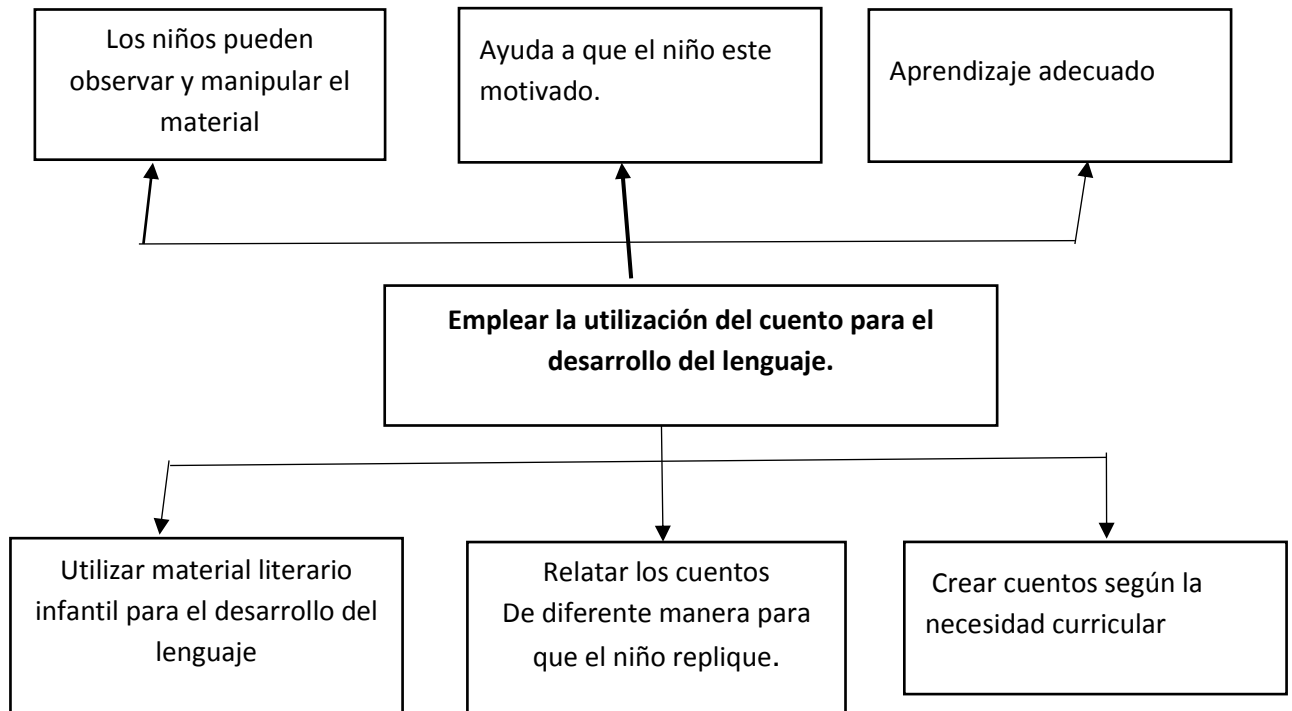 Los niños pueden
observar y manipular el
material
Ayuda a que el niño este
motivado.
Aprendizaje adecuado
Emplear la utilización del cuento para el
desarrollo del lenguaje.
Utilizar material literario
infantil para el desarrollo del
lenguaje
Relatar los cuentos
De diferente manera para
que el niño replique.
Crear cuentos según la
necesidad curricular